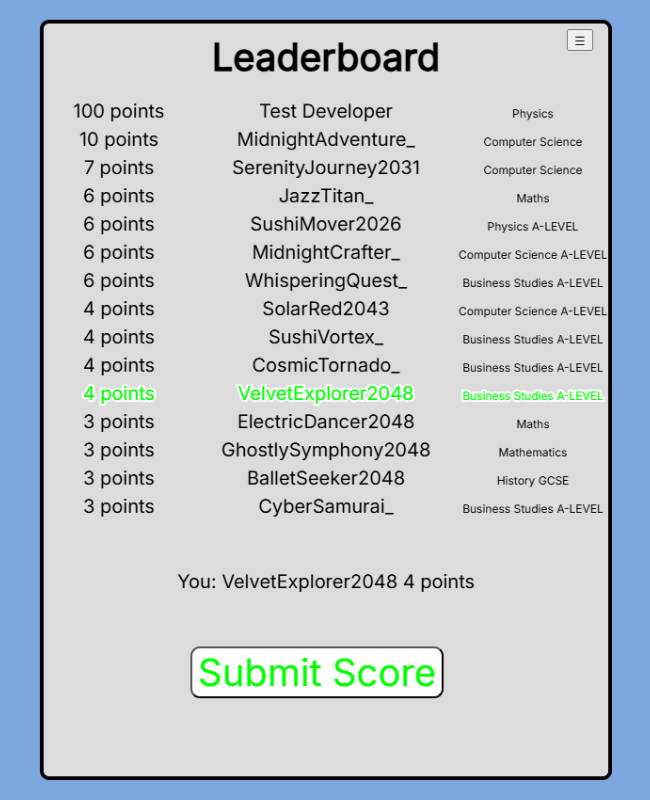 Leaderboard
☰
100 points Test Developer Physics
10 points MidnightAdventure_ Computer Science
7 points SerenityJourney2031 Computer Science
6 points JazzTitan_ Maths
6 points SushiMover2026 Physics A-LEVEL
6 points MidnightCrafter_ Computer Science A-LEVEL
6 points WhisperingQuest_ Business Studies A-LEVEL
4 points SolarRed2043 Computer Science A-LEVEL
4 points SushiVortex_ Business Studies A-LEVEL
4 points CosmicTornado_ Business Studies A-LEVEL
4 points VelvetExplorer2048 Business Studies A-LEVEL
3 points ElectricDancer2048 Maths
3 points GhostlySymphony2048 Mathematics
3 points BalletSeeker2048 History GCSE
3 points CyberSamurai_ Business Studies A-LEVEL
You: VelvetExplorer2048 4 points
Submit Score